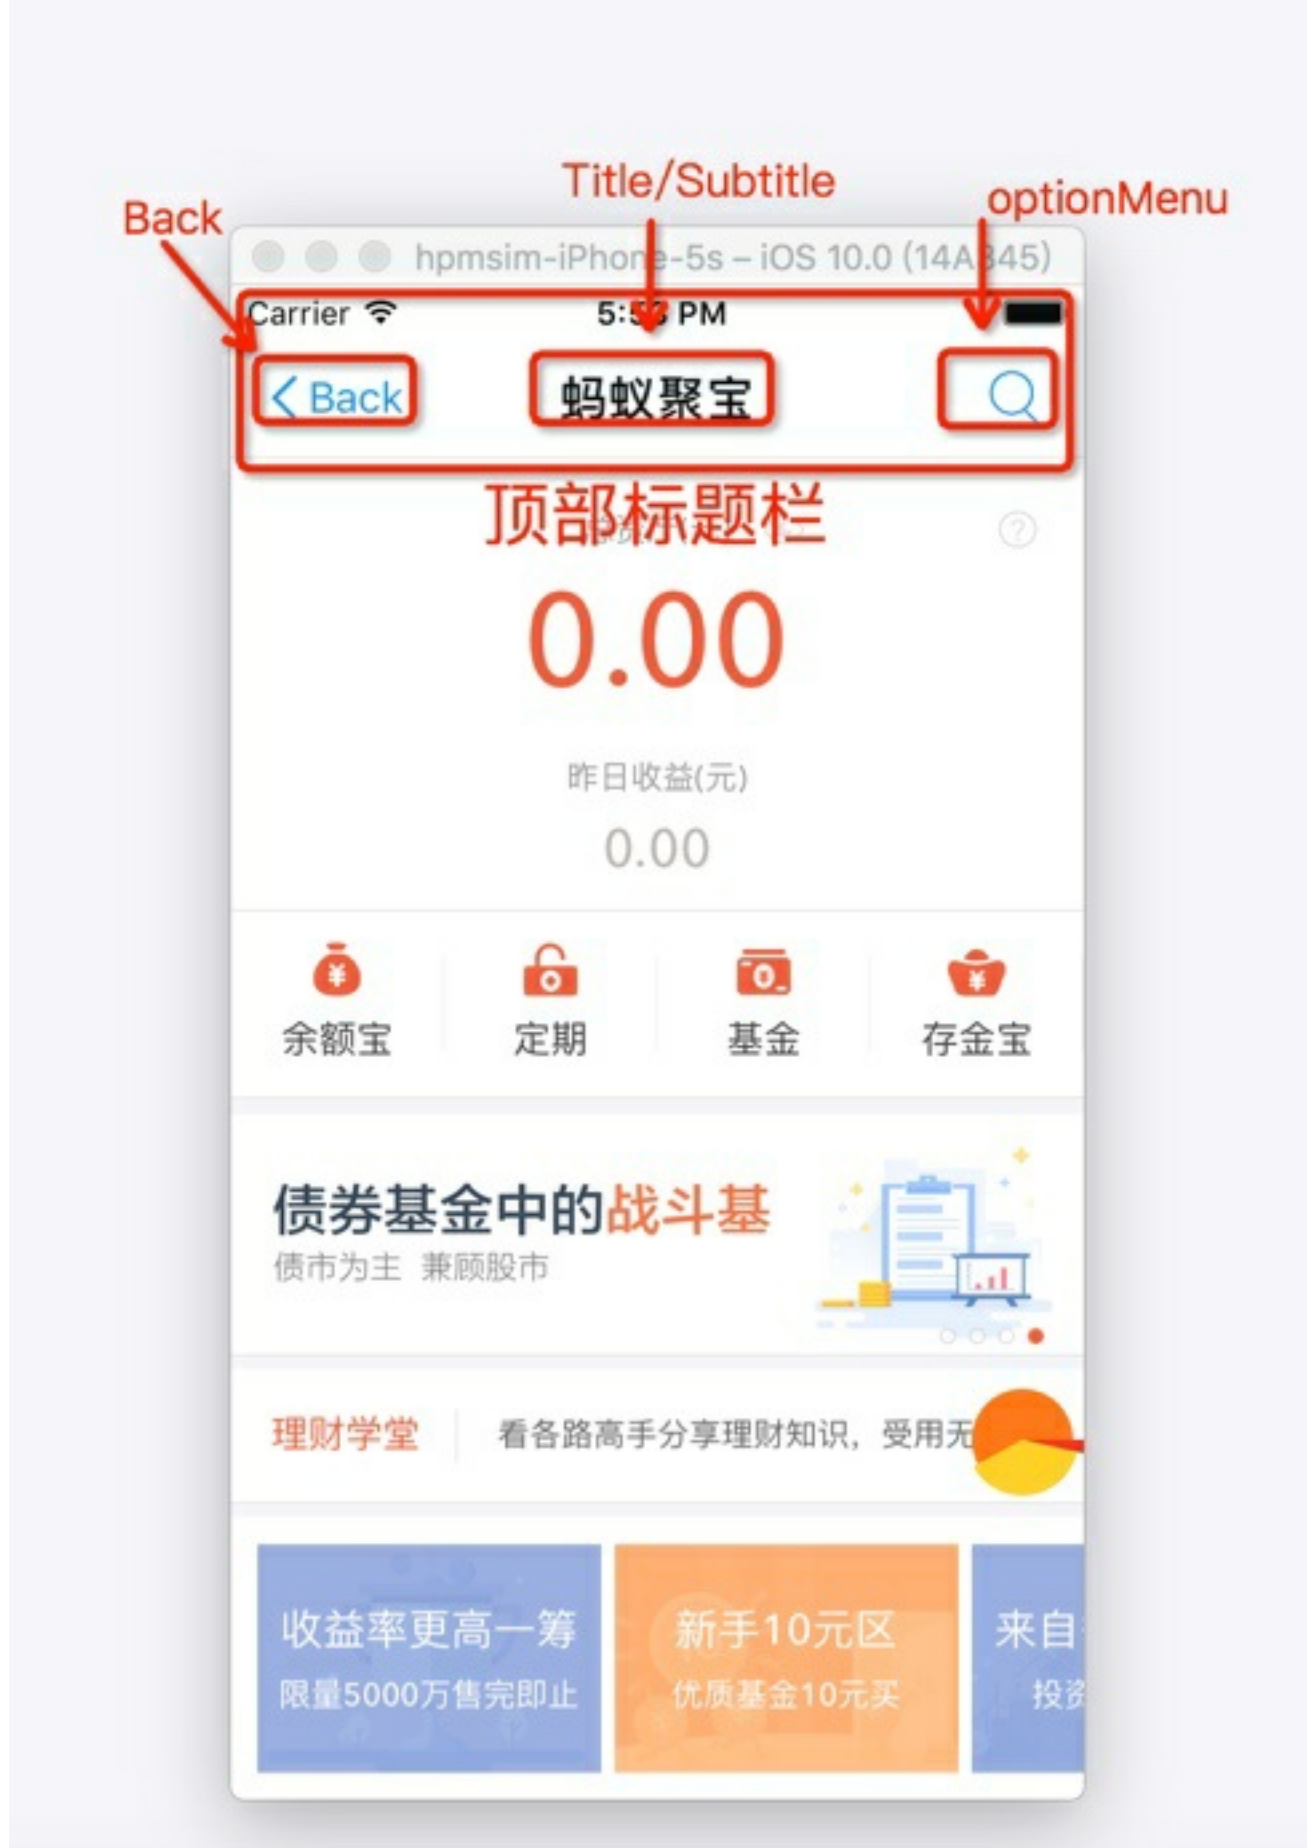 Title/Subtitle
optionMenu
Back
hpmsim-iPhone-5s – iOS 10.0 (14A345)
Carrier
PM
Back
蚂蚁聚宝
顶部标题栏
0.00
昨日收益(元)
0.00
余额宝
定期
基金
存金宝
债券基金中的战斗基
债市为主 兼顾股市
理财学堂
看各路高手分享理财知识，受用无
收益率更高一筹
新手10元区
来自
限量5000万售完即止
优质基金10元买
投资